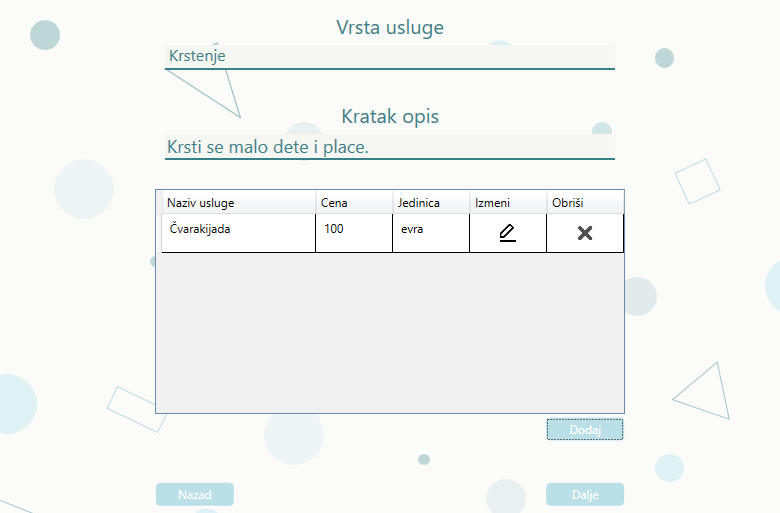 Vrsta usluge
Krstenje
Kratak opis
Krsti se malo dete i place.
Naziv usluge Cena Jedinica Izmeni Obriši
Čvarakijada 100 evra
Dodaj
Nazad Dalje